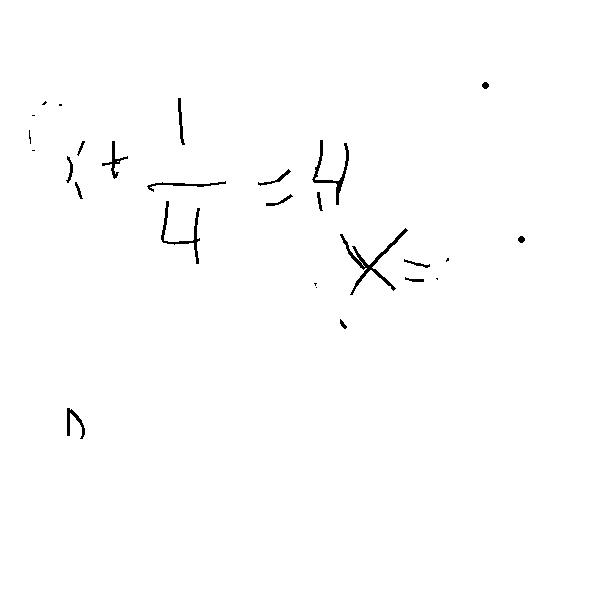 x + 1/4 = 4
x =